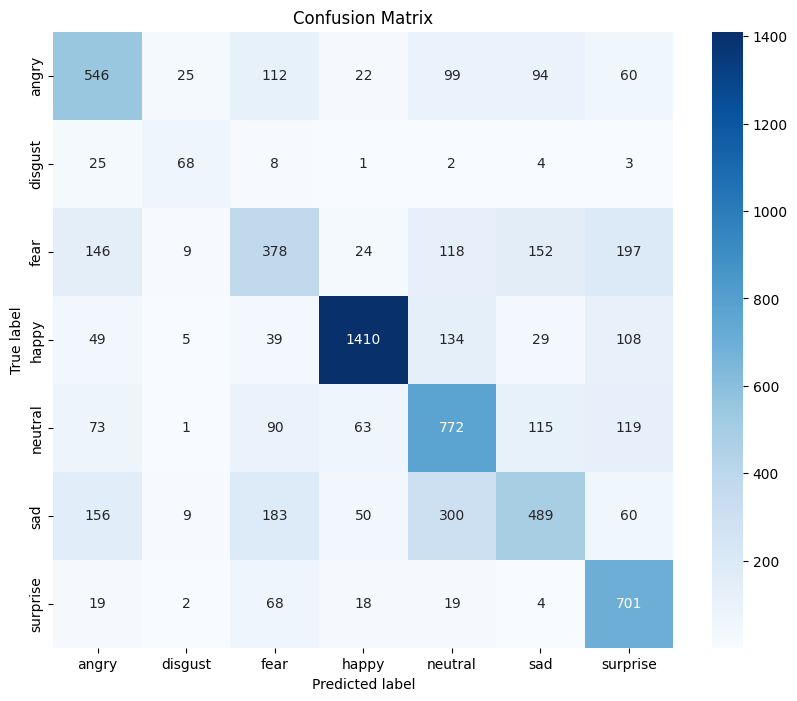 Confusion Matrix
angry 546 25 112 22 99 94 60
disgust 25 68 8 1 2 4 3
fear 146 9 378 24 118 152 197
happy 49 5 39 1410 134 29 108
neutral 73 1 90 63 772 115 119
sad 156 9 183 50 300 489 60
surprise 19 2 68 18 19 4 701
angry disgust fear happy neutral sad surprise
Predicted label
True label
1400
1200
1000
800
600
400
200